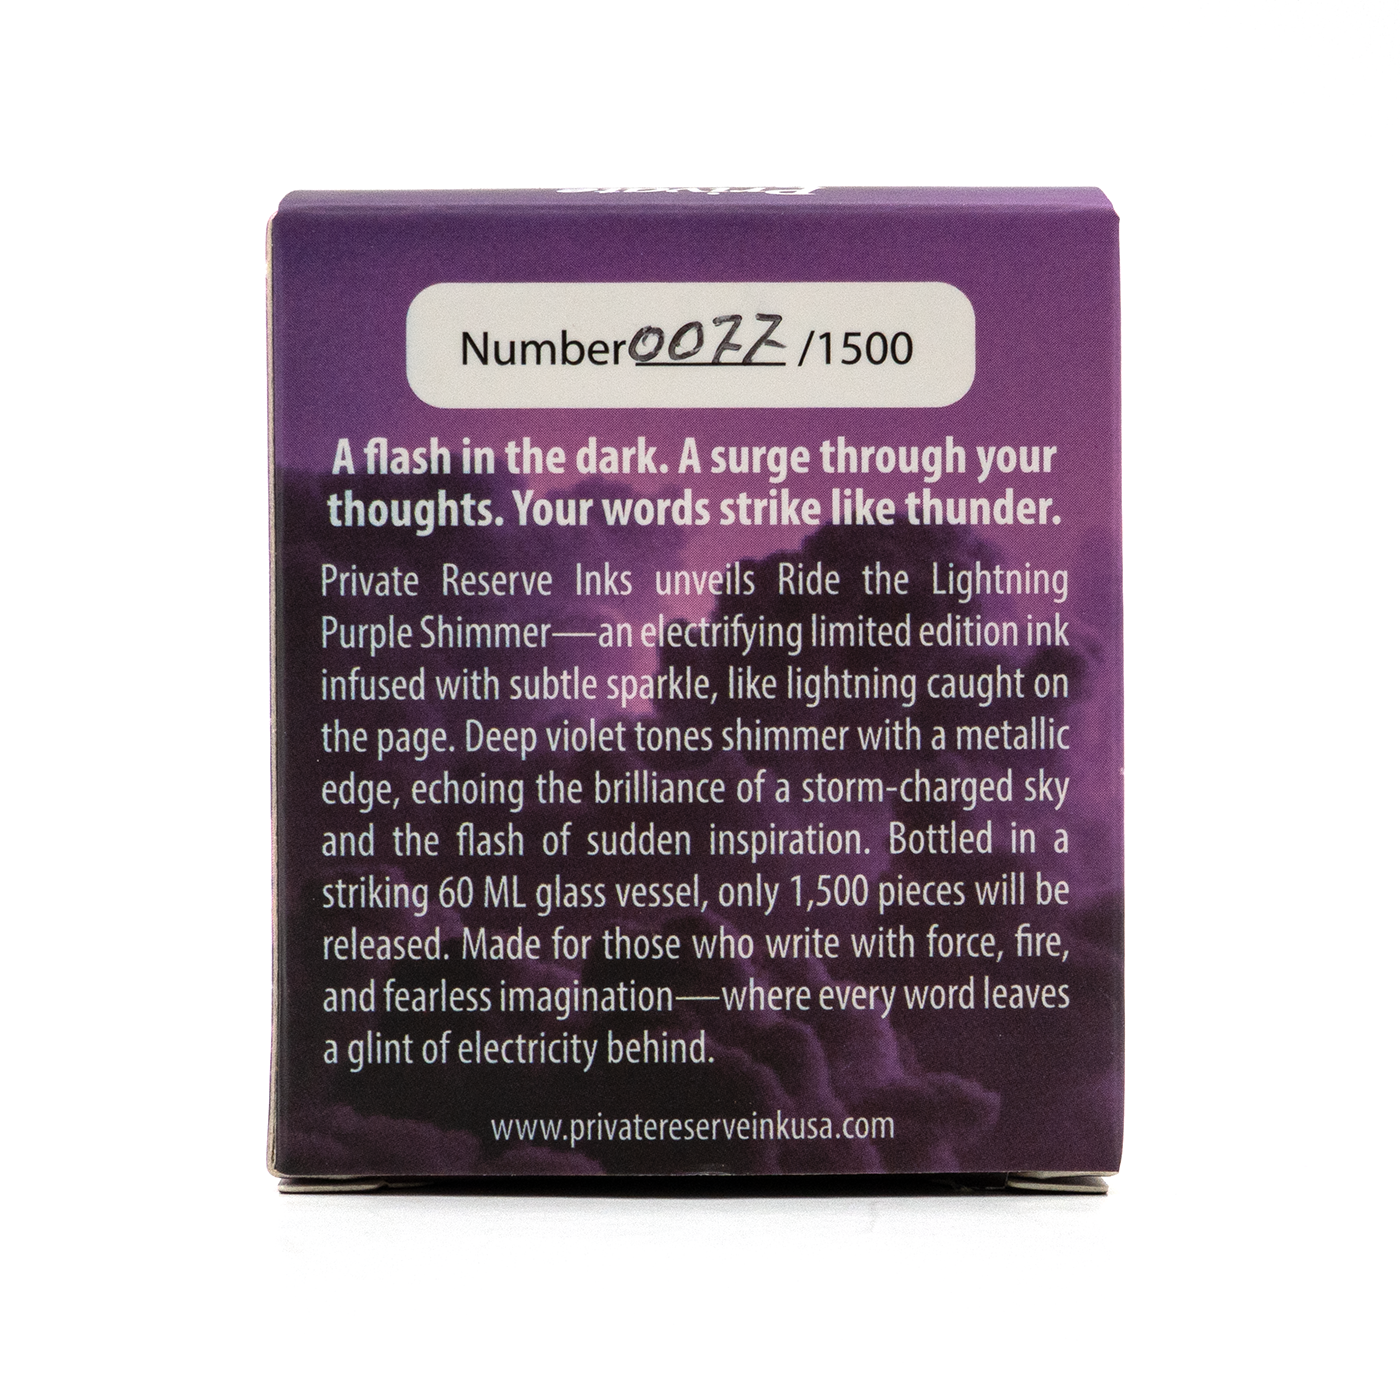 Private
Number 0077 /1500
A flash in the dark. A surge through your
thoughts. Your words strike like thunder.
Private Reserve Inks unveils Ride the Lightning
Purple Shimmer—an electrifying limited edition ink
infused with subtle sparkle, like lightning caught on
the page. Deep violet tones shimmer with a metallic
edge, echoing the brilliance of a storm-charged sky
and the flash of sudden inspiration. Bottled in a
striking 60 ML glass vessel, only 1,500 pieces will be
released. Made for those who write with force, fire,
and fearless imagination—where every word leaves
a glint of electricity behind.
www.privatereserveinkusa.com